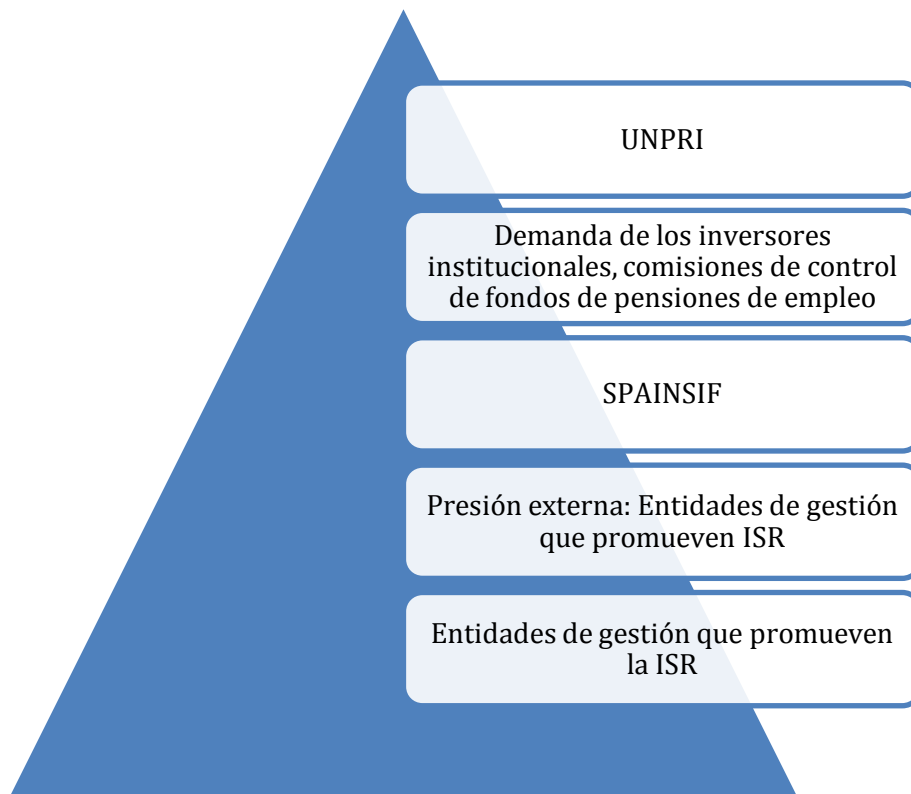 UNPRI
Demanda de los inversores
institucionales, comisiones de control
de fondos de pensiones de empleo
SPAINSIF
Presión externa: Entidades de gestión
que promueven ISR
Entidades de gestión que promueven
la ISR